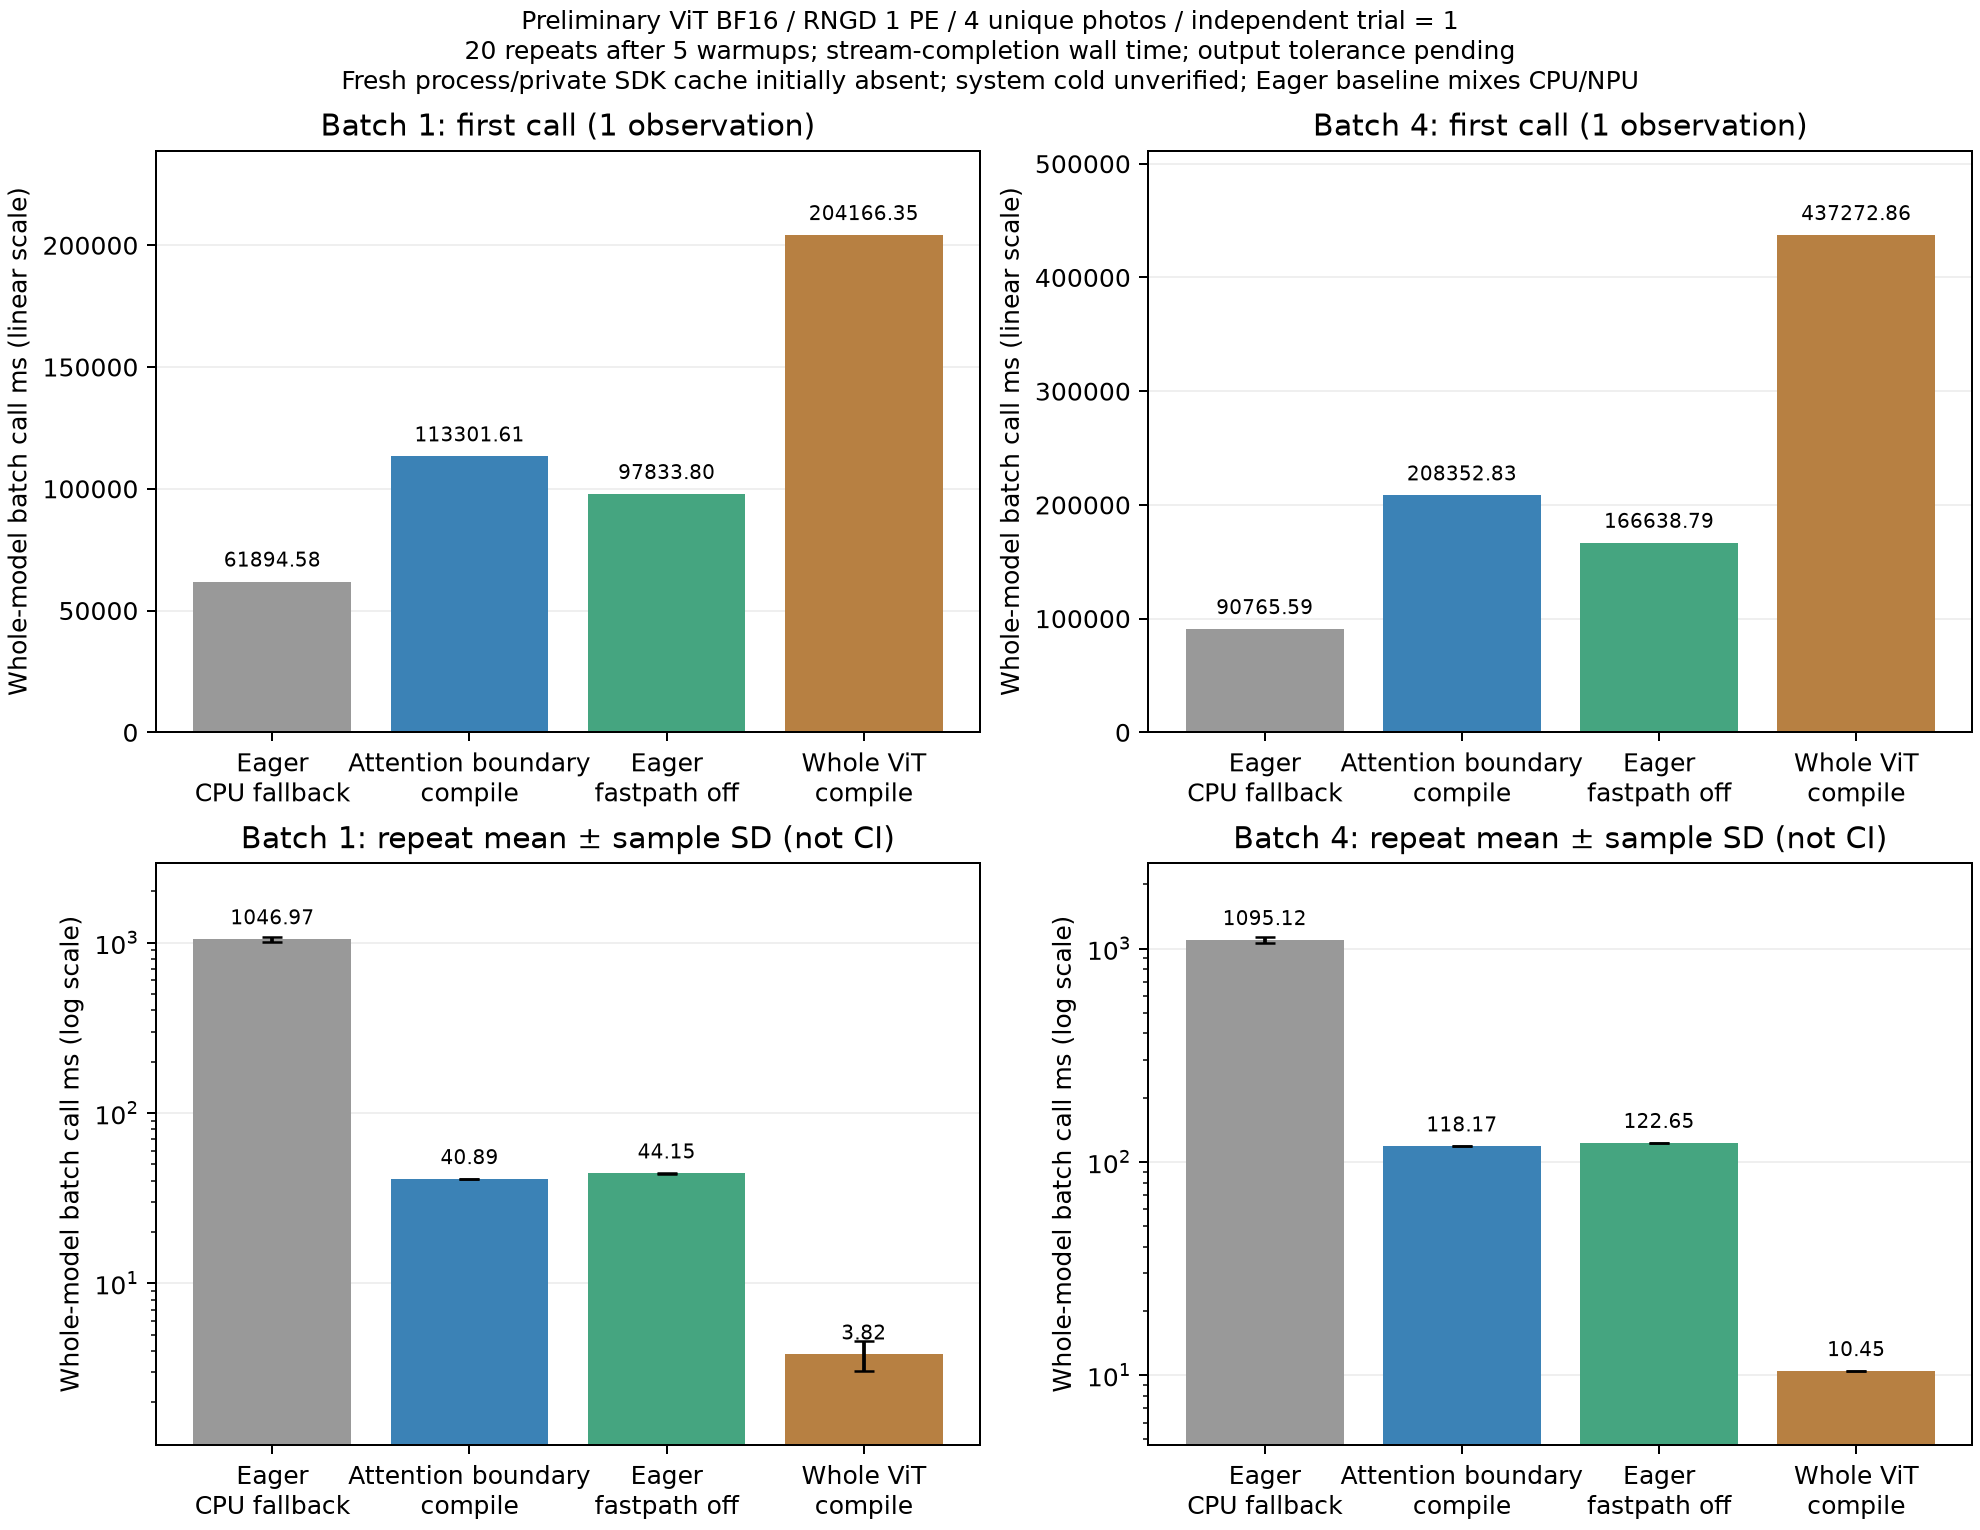 Preliminary ViT BF16 / RNGD 1 PE / 4 unique photos / independent trial = 1
20 repeats after 5 warmups; stream-completion wall time; output tolerance pending
Fresh process/private SDK cache initially absent; system cold unverified; Eager baseline mixes CPU/NPU
Batch 1: first call (1 observation)
Whole-model batch call ms (linear scale)
200000
150000
100000
50000
0
61894.58
113301.61
97833.80
204166.35
Eager
CPU fallback
Attention boundary
compile
Eager
fastpath off
Whole ViT
compile
Batch 4: first call (1 observation)
Whole-model batch call ms (linear scale)
500000
400000
300000
200000
100000
0
90765.59
208352.83
166638.79
437272.86
Eager
CPU fallback
Attention boundary
compile
Eager
fastpath off
Whole ViT
compile
Batch 1: repeat mean ± sample SD (not CI)
Whole-model batch call ms (log scale)
10³
10²
10¹
1046.97
40.89
44.15
3.82
Eager
CPU fallback
Attention boundary
compile
Eager
fastpath off
Whole ViT
compile
Batch 4: repeat mean ± sample SD (not CI)
Whole-model batch call ms (log scale)
10³
10²
10¹
1095.12
118.17
122.65
10.45
Eager
CPU fallback
Attention boundary
compile
Eager
fastpath off
Whole ViT
compile